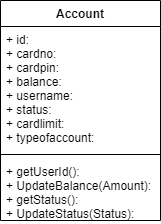 Account
+ id:
+ cardno:
+ cardpin:
+ balance:
+ username:
+ status:
+ cardlimit:
+ typeofaccount:
+ getUserId():
+ UpdateBalance(Amount):
+ getStatus():
+ UpdateStatus(Status):